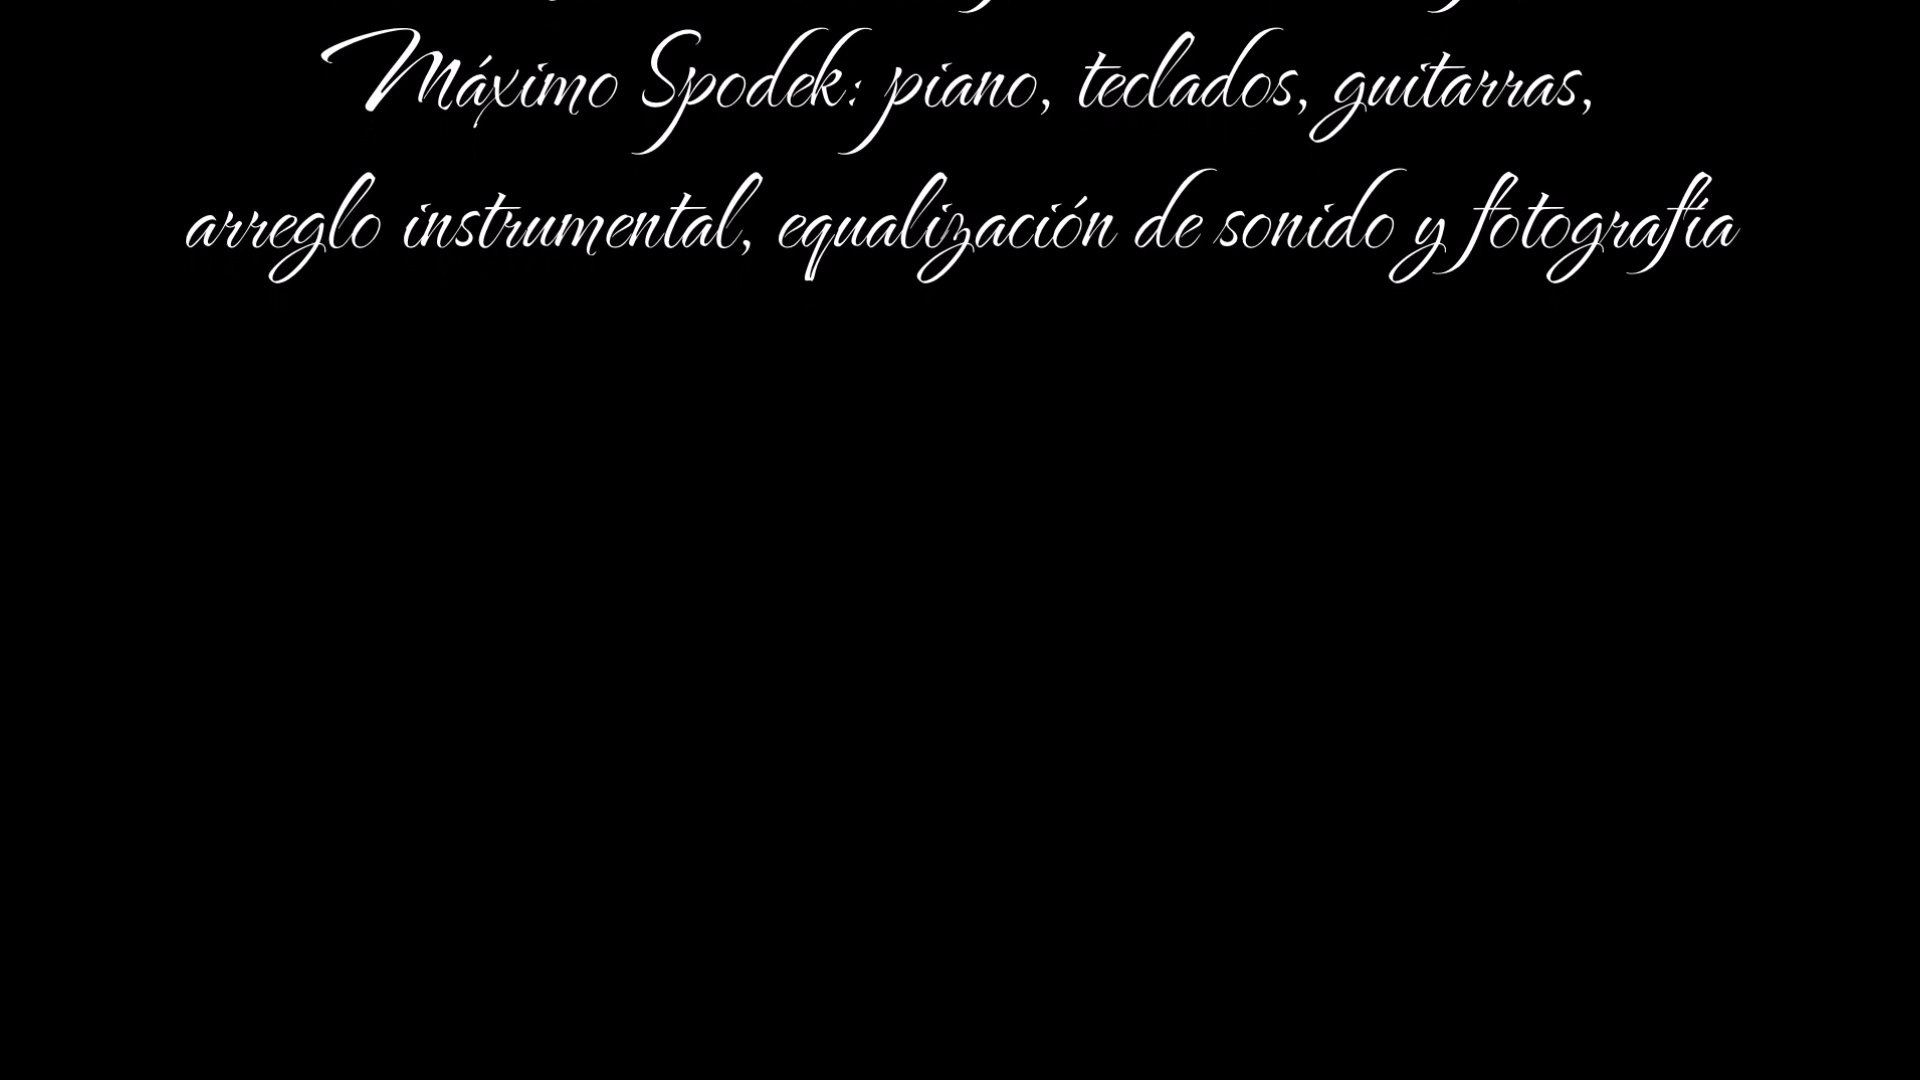 Máximo Spodek: piano, teclados, guitarras,
arreglo instrumental, equalización de sonido y fotografía